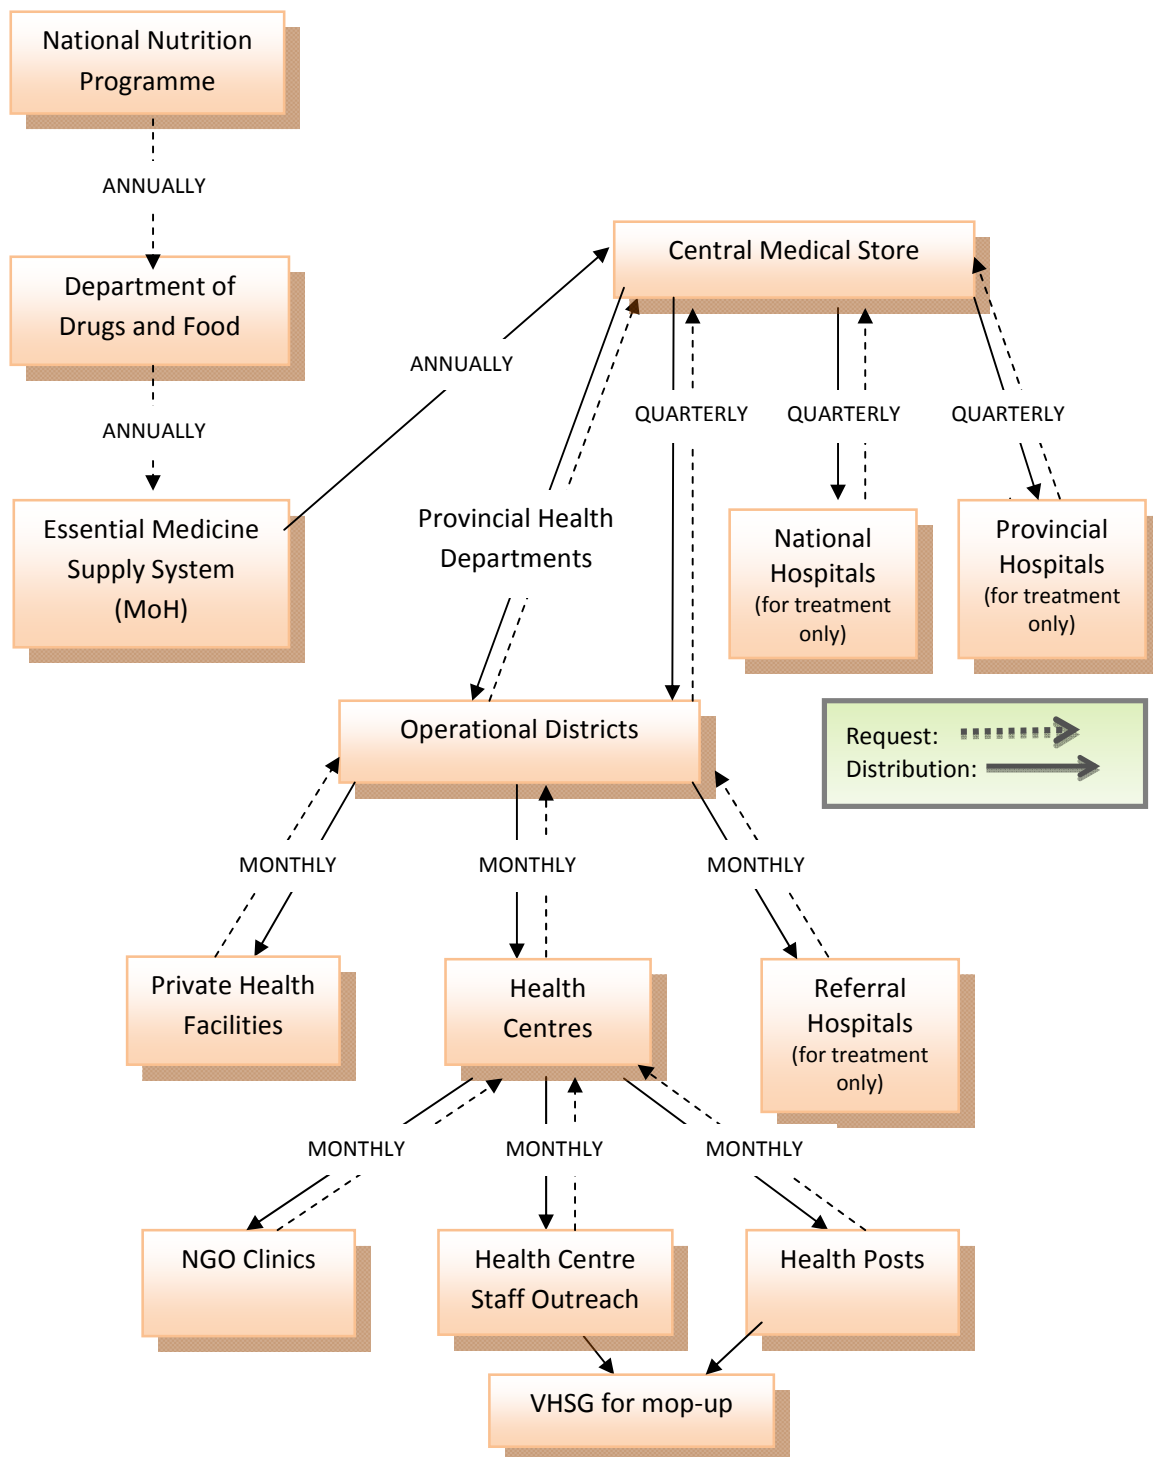 National Nutrition
Programme
ANNUALLY
Department of
Drugs and Food
ANNUALLY
Essential Medicine
Supply System
(MoH)
ANNUALLY
Central Medical Store
QUARTERLY
QUARTERLY
QUARTERLY
Provincial Health
Departments
National
Hospitals
(for treatment
only)
Provincial
Hospitals
(for treatment
only)
Operational Districts
Request:
Distribution:
MONTHLY
MONTHLY
MONTHLY
Private Health
Facilities
Health
Centres
Referral
Hospitals
(for treatment
only)
MONTHLY
MONTHLY
MONTHLY
NGO Clinics
Health Centre
Staff Outreach
Health Posts
VHSG for mop-up